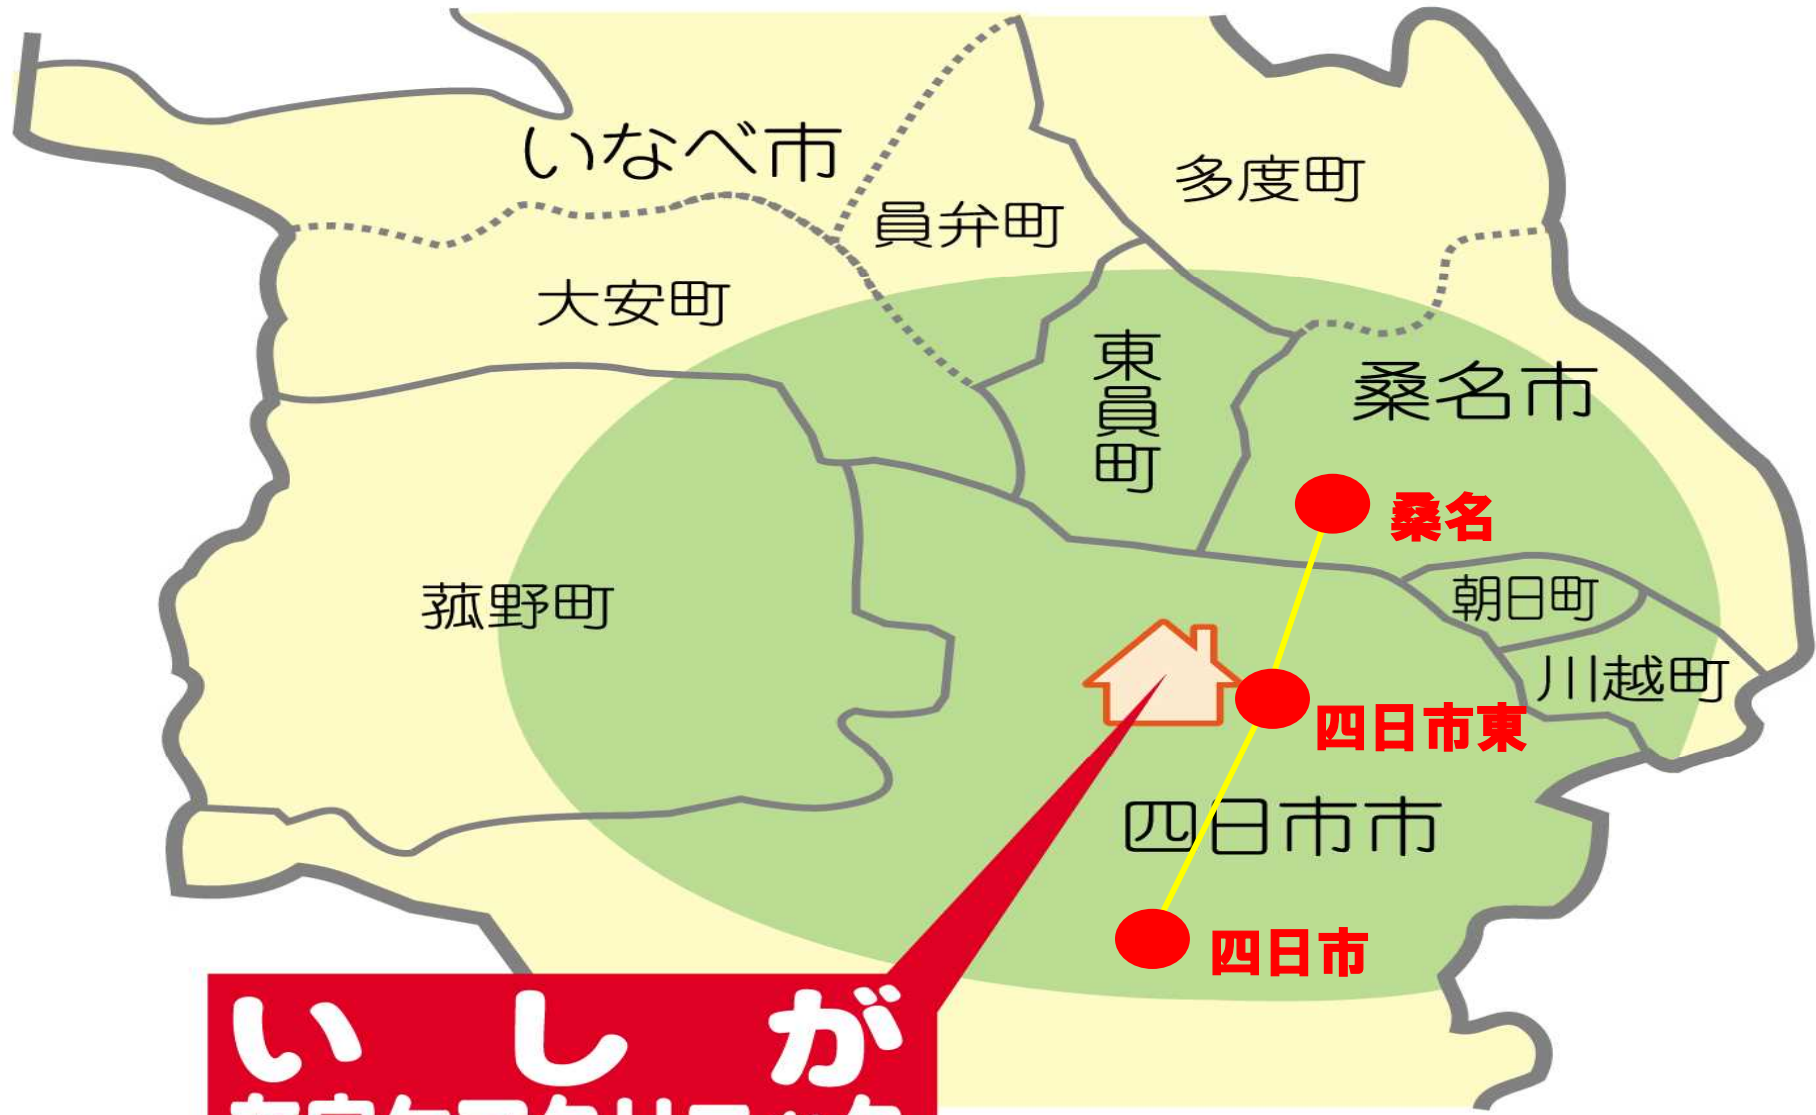 いなべ市
多度町
員弁町
大安町
東員町
桑名市
桑名
菰野町
朝日町
川越町
四日市東
四日市市
四日市
いしが